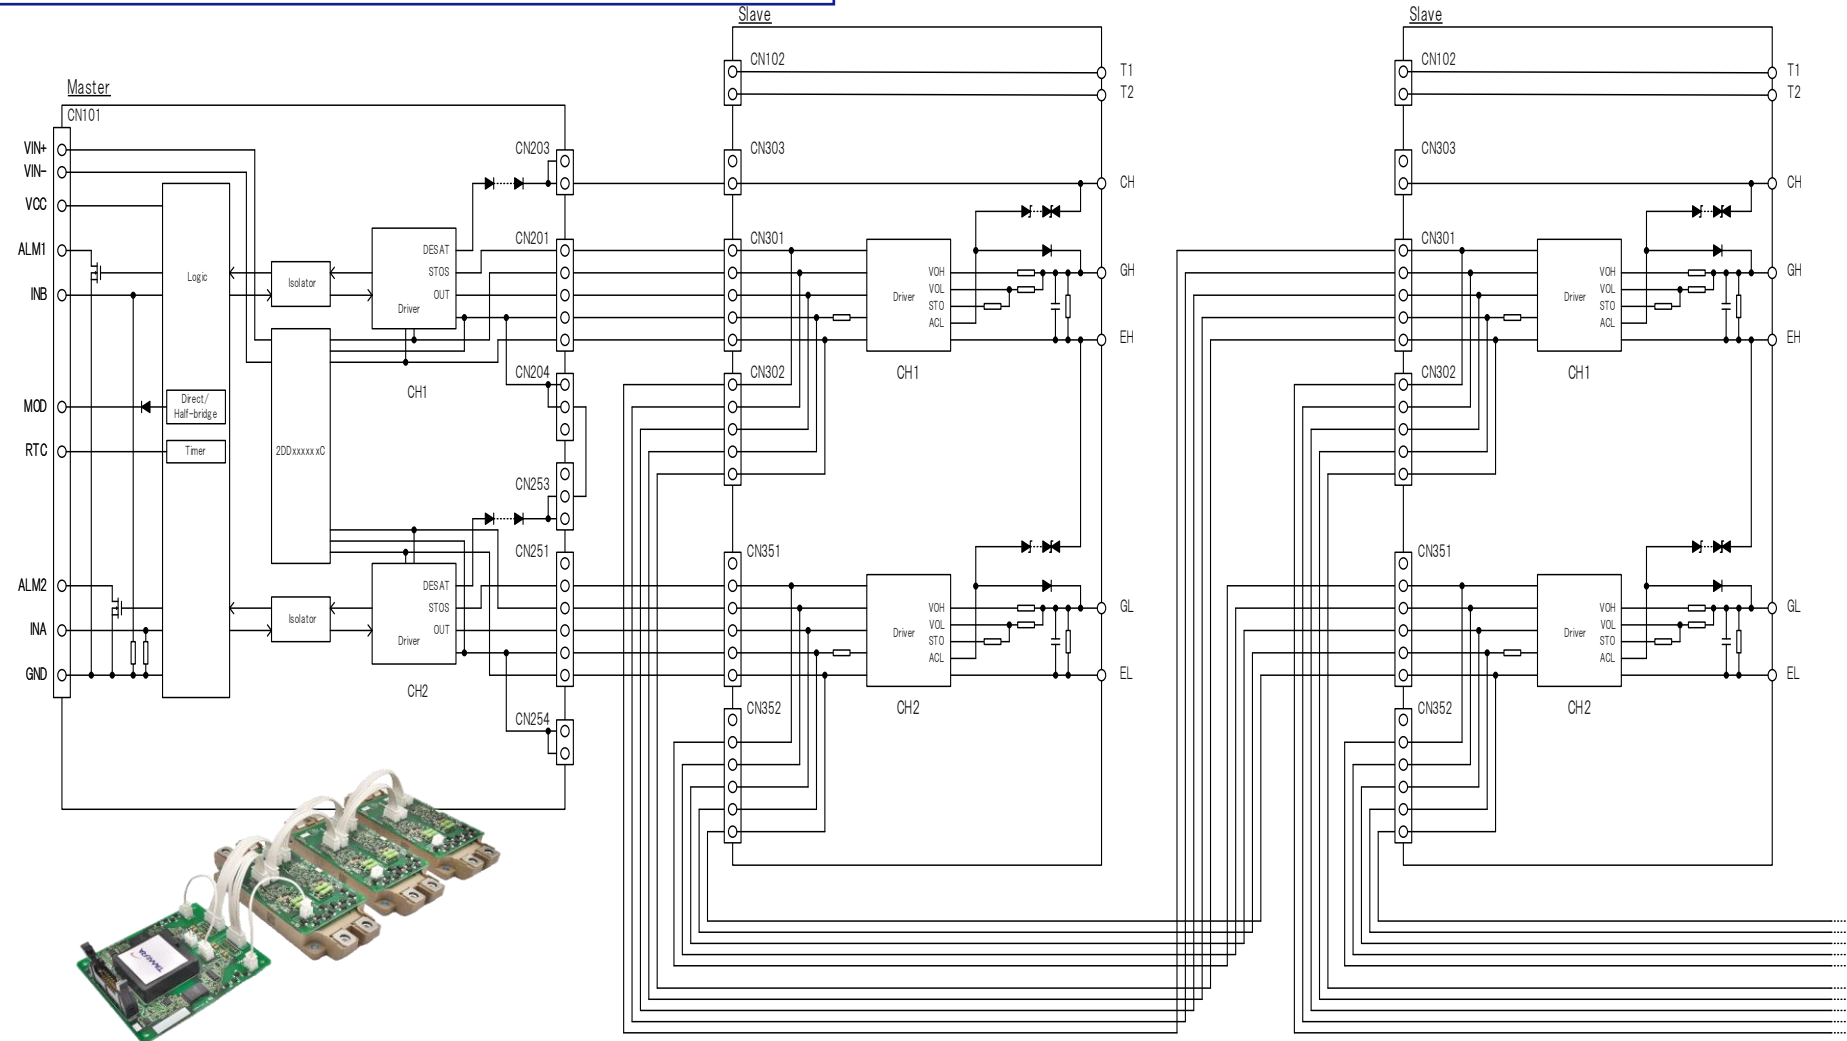 Slave
CN102
T1
T2
CN303
CH
CN301
VOH
VOL
STO
ACL
Driver
GH
EH
CH1
CN302
CN351
VOH
VOL
STO
ACL
Driver
GL
EL
CH2
CN352
Slave
CN102
T1
T2
CN303
CH
CN301
VOH
VOL
STO
ACL
Driver
GH
EH
CH1
CN302
CN351
VOH
VOL
STO
ACL
Driver
GL
EL
CH2
CN352
Master
CN101
VIN+
VIN-
VCC
ALM1
INB
MOD
RTC
ALM2
INA
GND
Logic
Direct/
Half-bridge
Timer
Isolator
2DDxxxxxC
Isolator
DESAT
STOS
OUT
Driver
CH1
DESAT
STOS
OUT
Driver
CH2
CN203
CN201
CN204
CN253
CN251
CN254
TAMURA